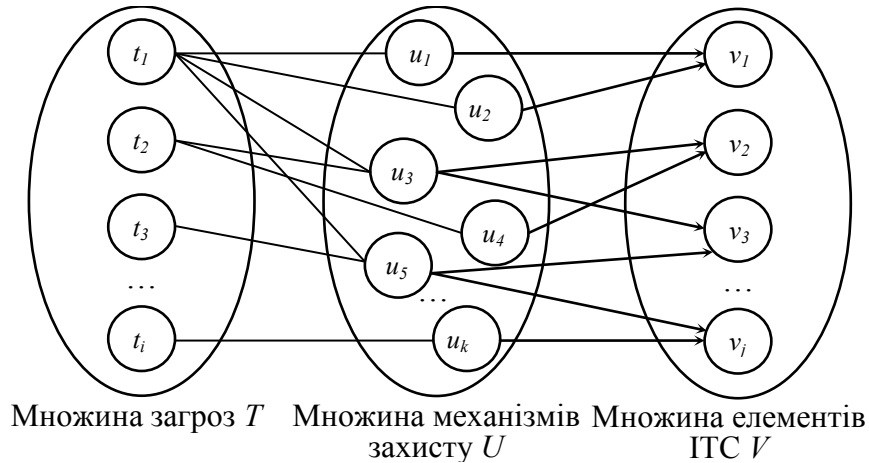 t1 u1 v1
u2
t2 v2
u3
t3 u4 v3
u5
… … …
ti uk vj
Множина загроз T Множина механізмів Множина елементів
захисту U ІТС V